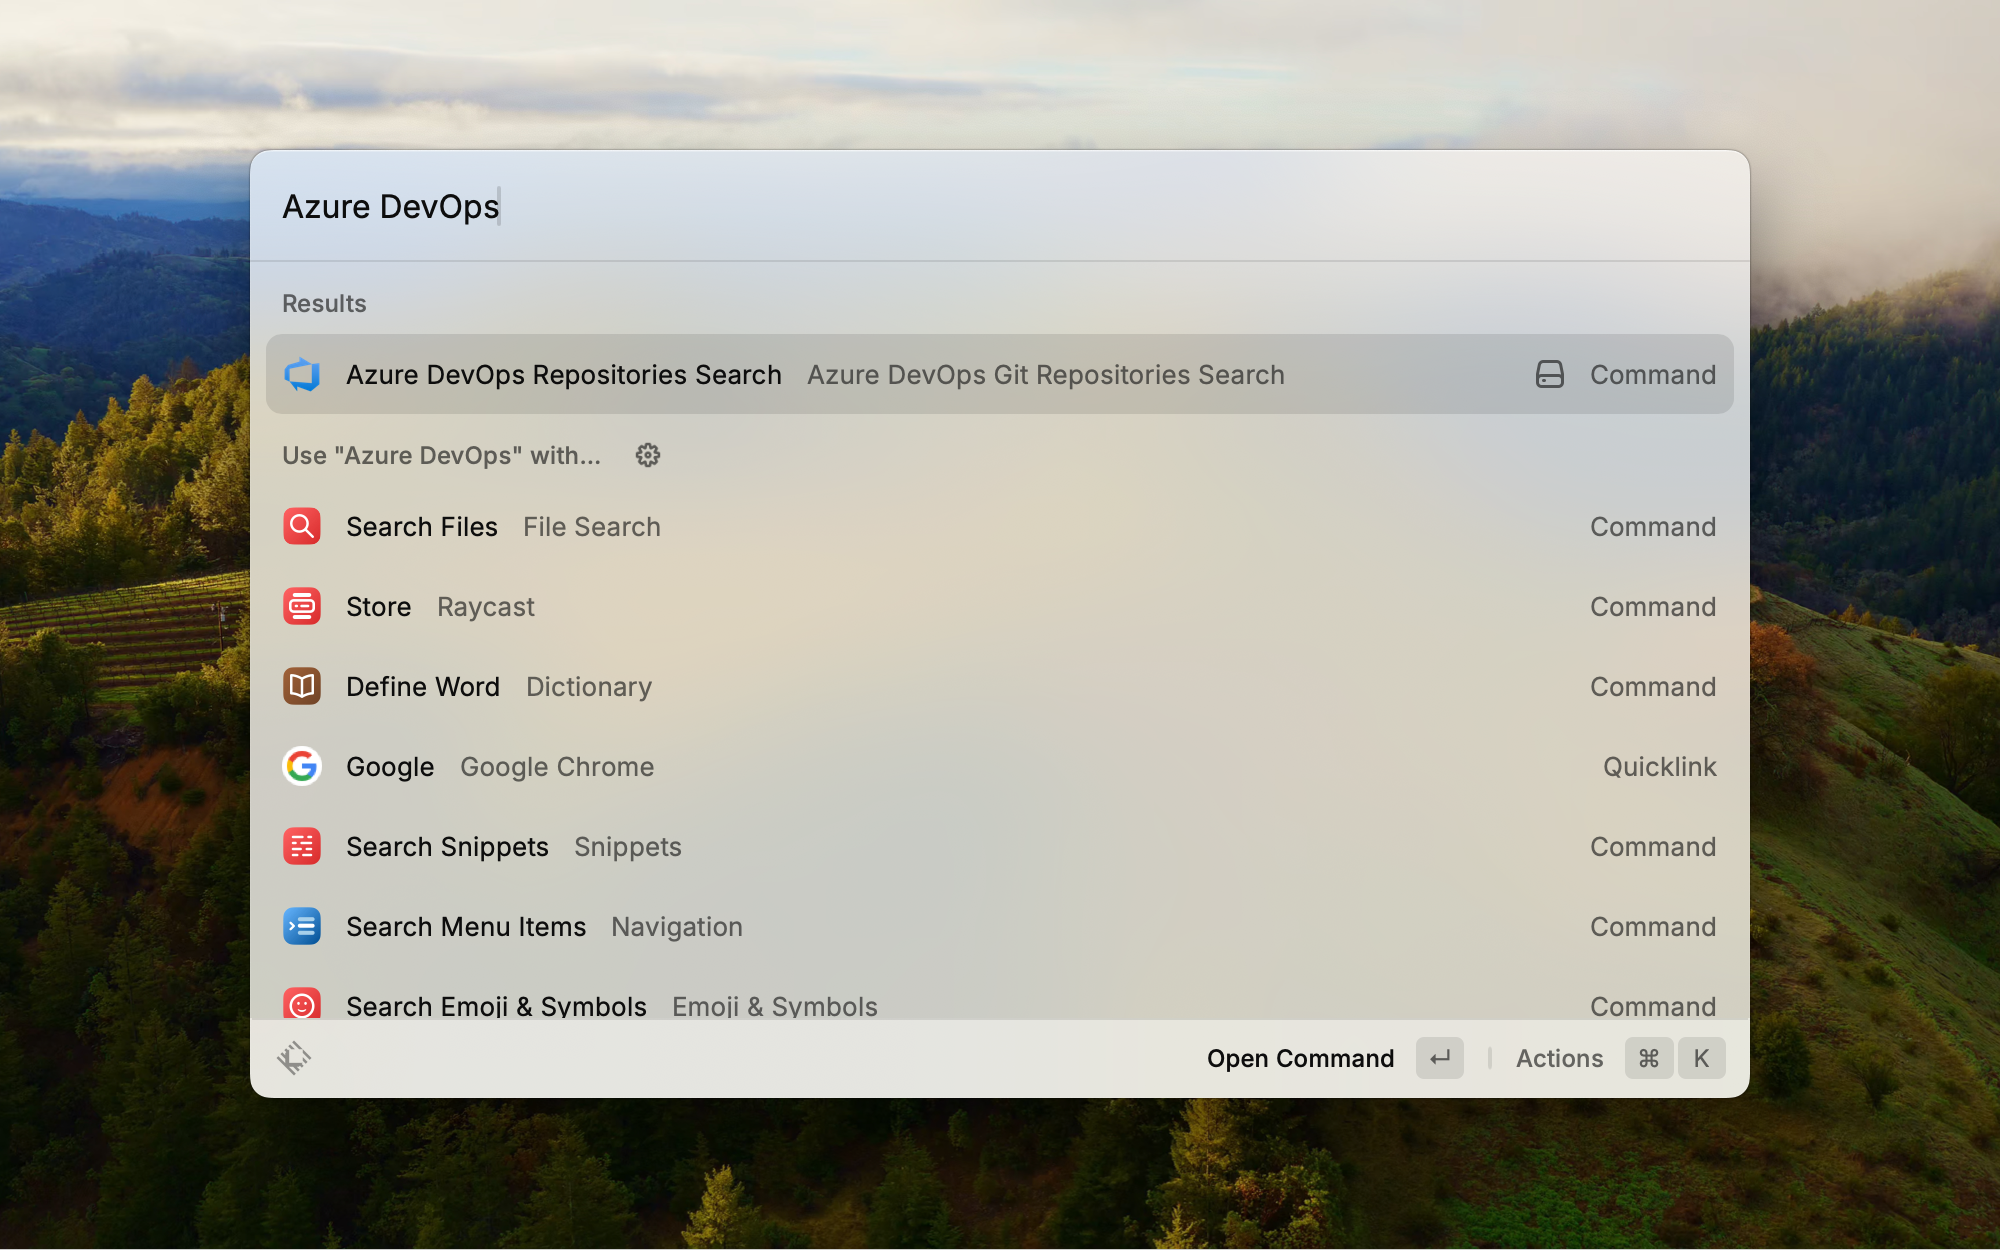 Azure DevOps
Results
Azure DevOps Repositories Search Azure DevOps Git Repositories Search Command
Use "Azure DevOps" with...
Search Files File Search Command
Store Raycast Command
Define Word Dictionary Command
Google Google Chrome Quicklink
Search Snippets Snippets Command
Search Menu Items Navigation Command
Search Emoji & Symbols Emoji & Symbols Command
Open Command ↵ Actions ⌘ K